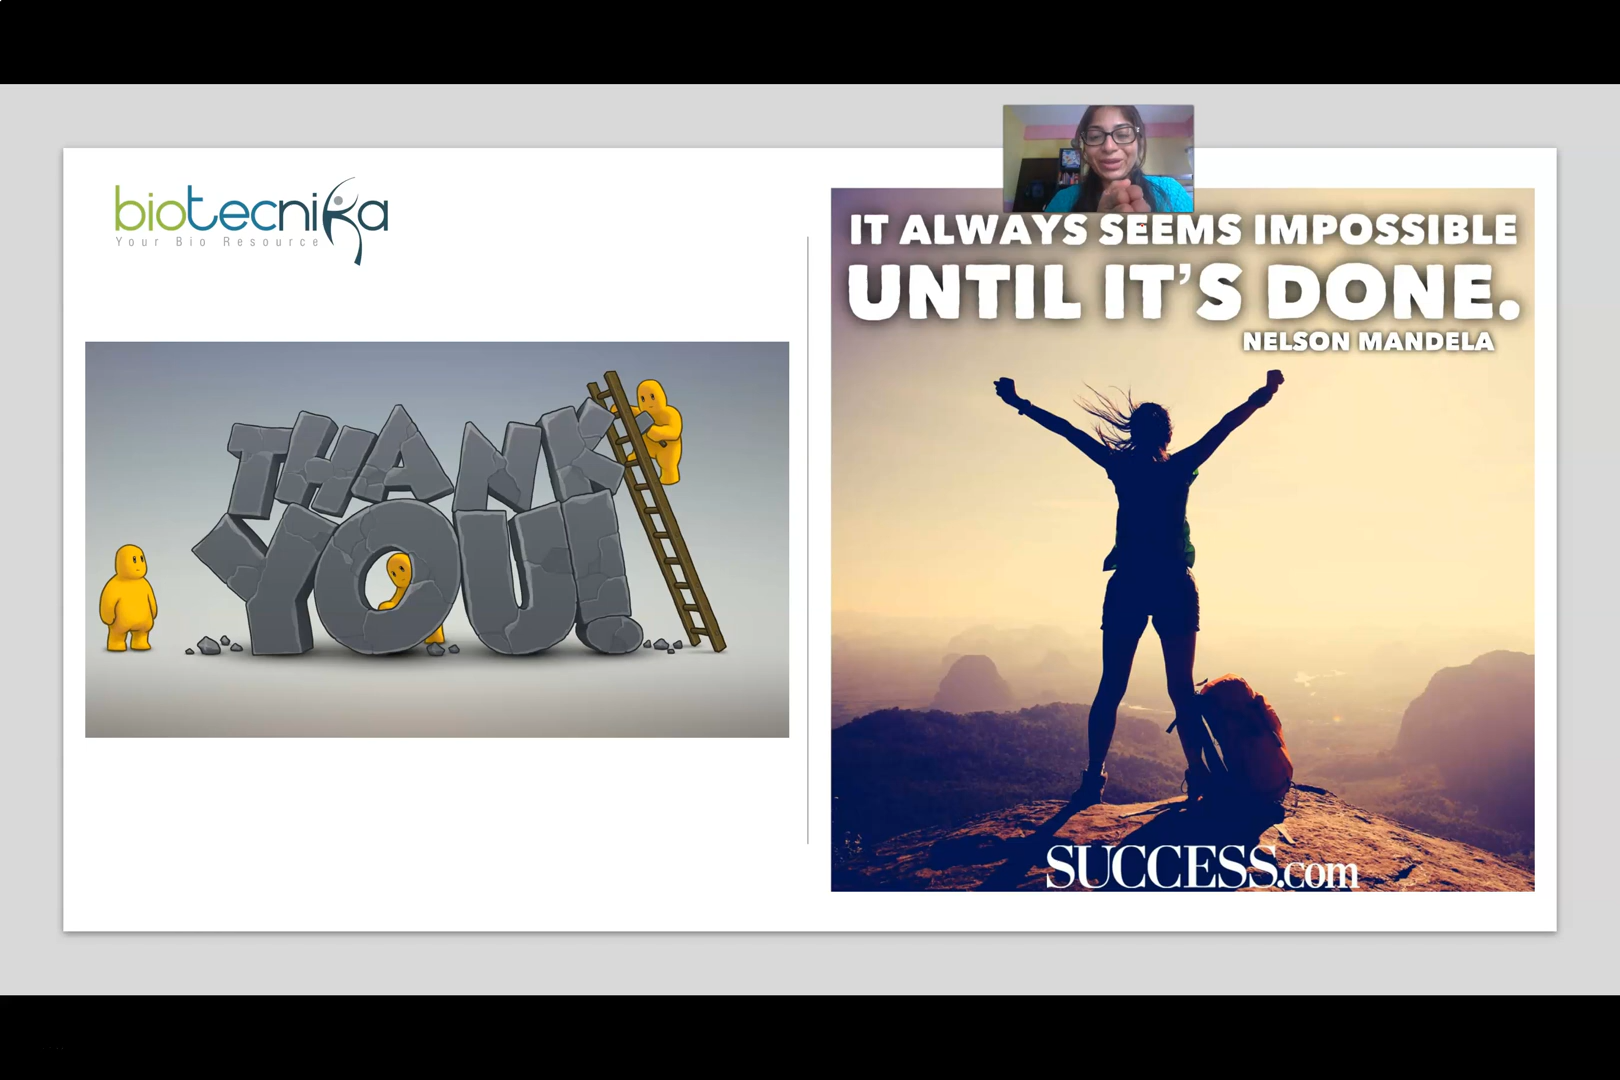 biotecnika
Your Bio Resource
THANK
YOU!
IT ALWAYS SEEMS IMPOSSIBLE
UNTIL IT'S DONE.
NELSON MANDELA
SUCCESS.com